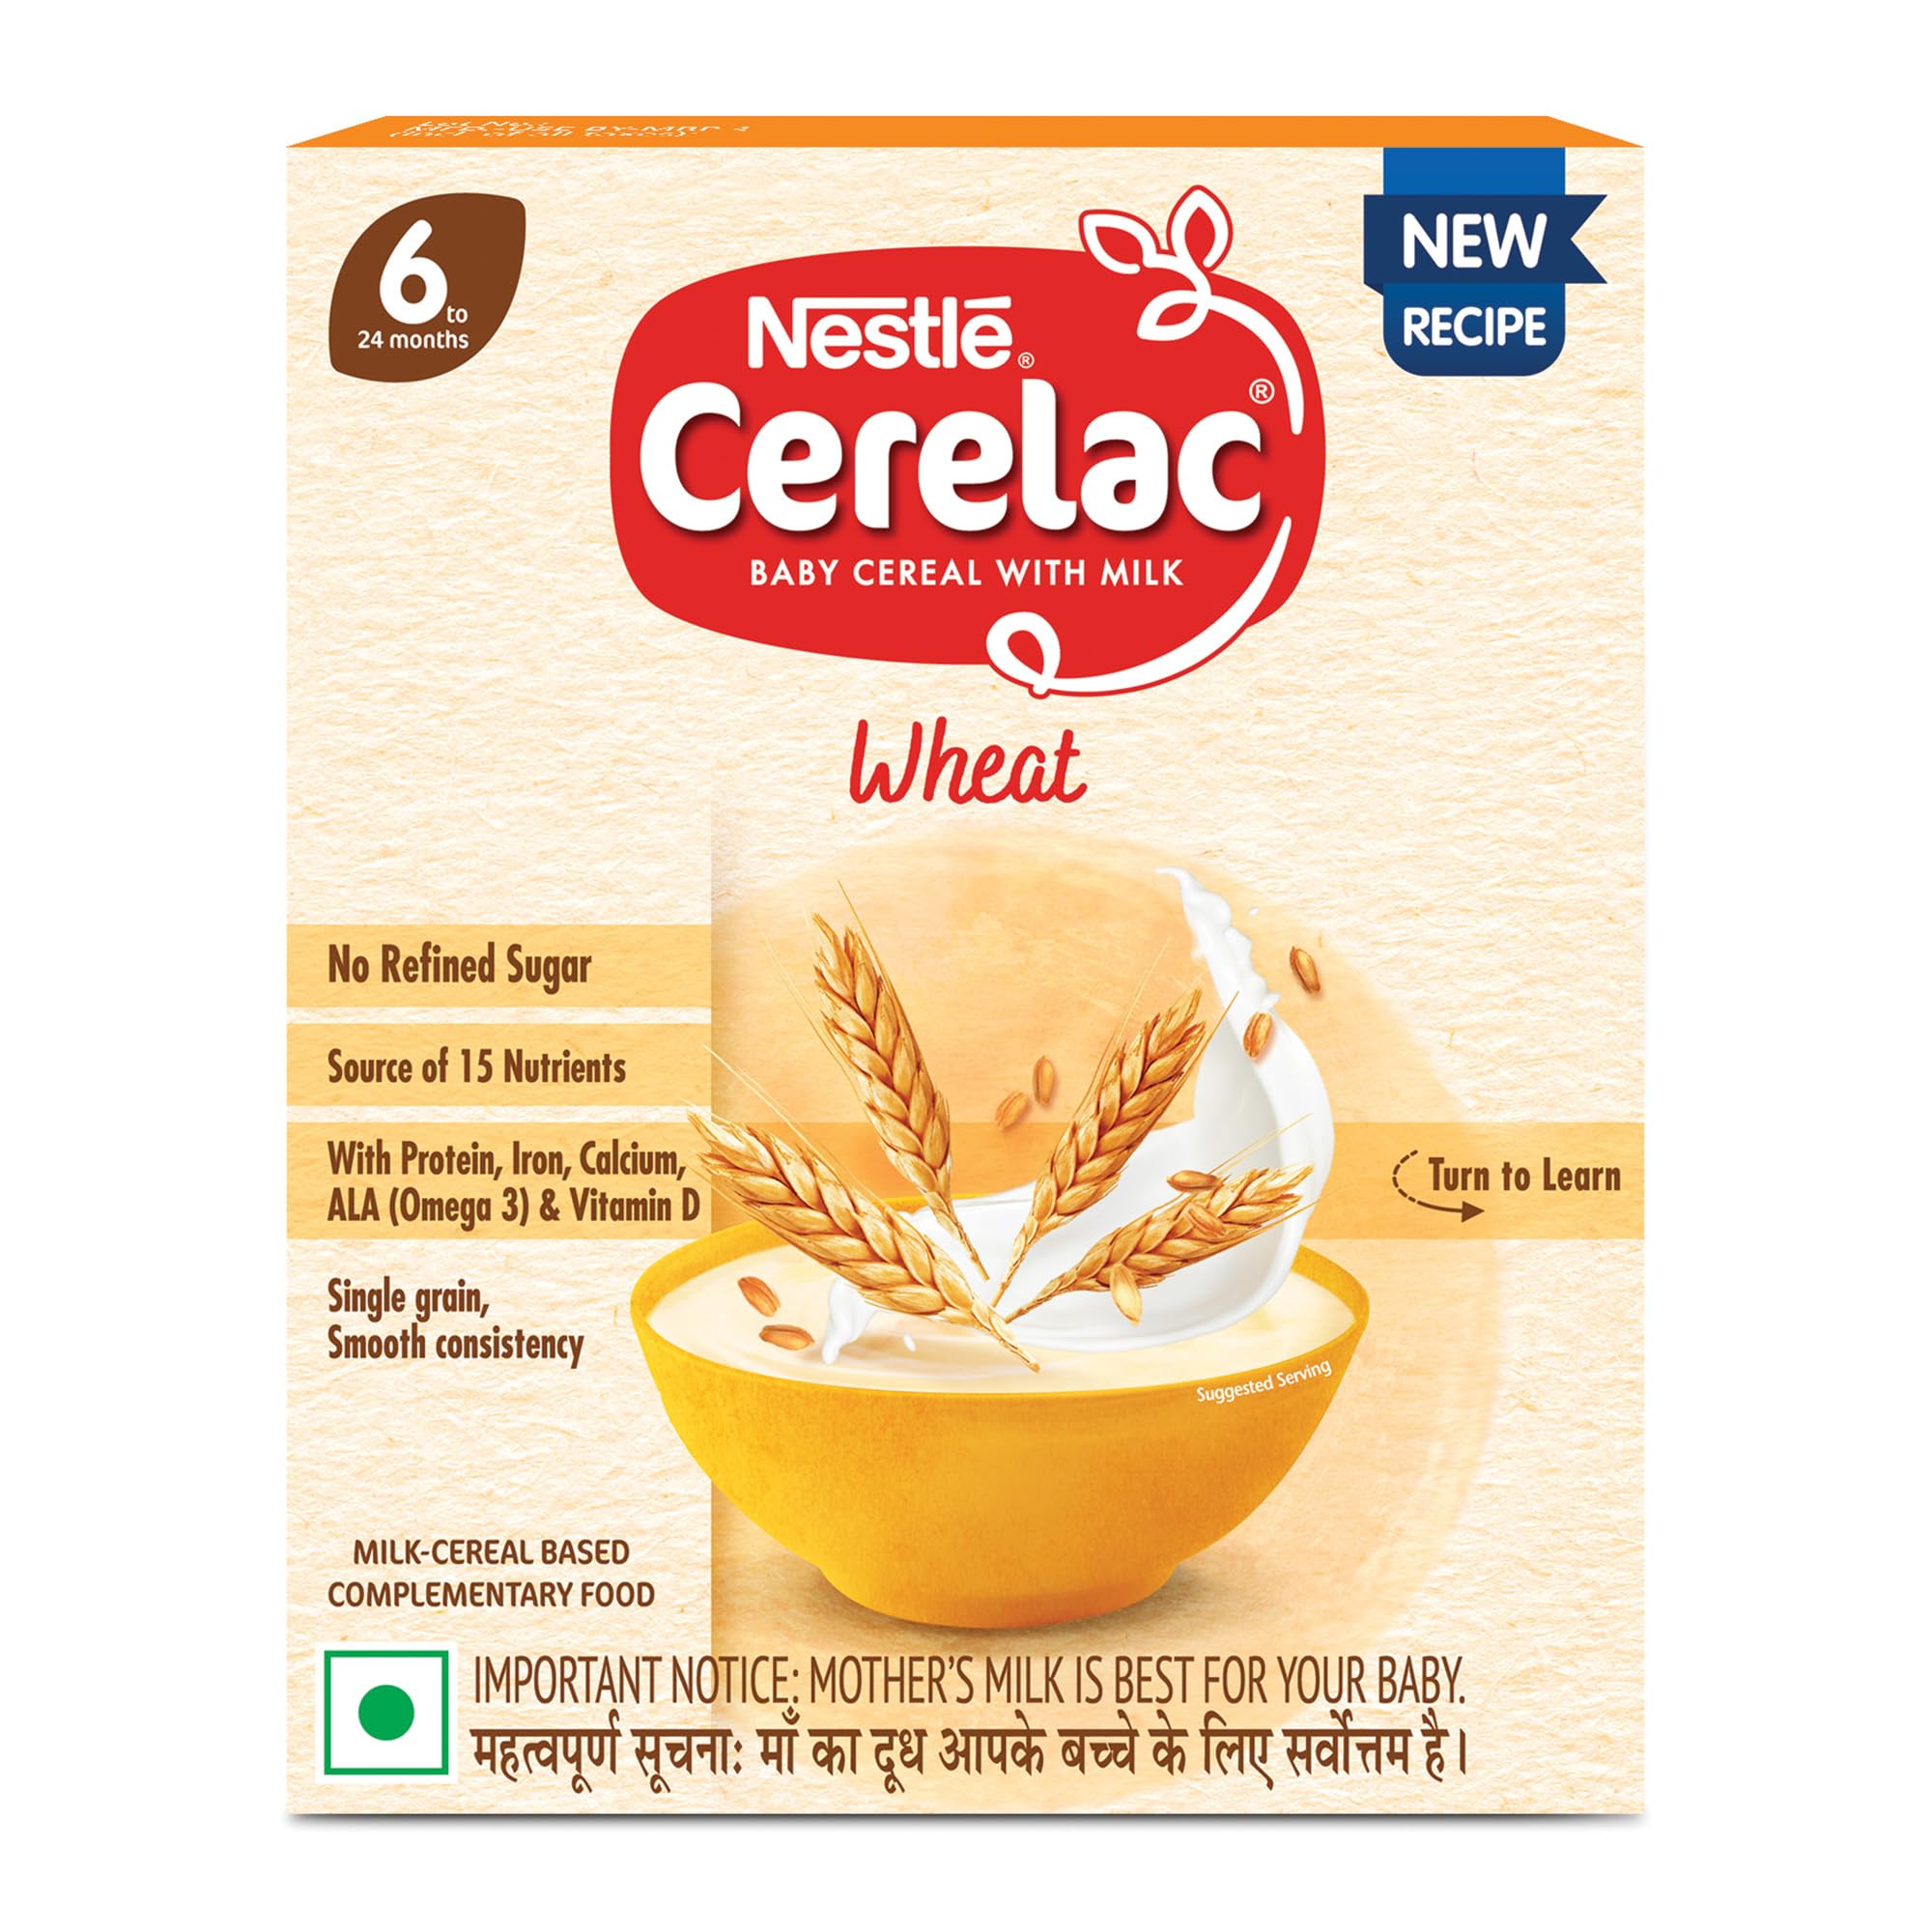 6 to
24 months
NEW
RECIPE
Nestlé®
Cerelac®
BABY CEREAL WITH MILK
Wheat
No Refined Sugar
Source of 15 Nutrients
With Protein, Iron, Calcium,
ALA (Omega 3) & Vitamin D
Turn to Learn
Single grain,
Smooth consistency
Suggested Serving
MILK-CEREAL BASED
COMPLEMENTARY FOOD
IMPORTANT NOTICE: MOTHER'S MILK IS BEST FOR YOUR BABY.
महत्वपूर्ण सूचना: माँ का दूध आपके बच्चे के लिए सर्वोत्तम है।